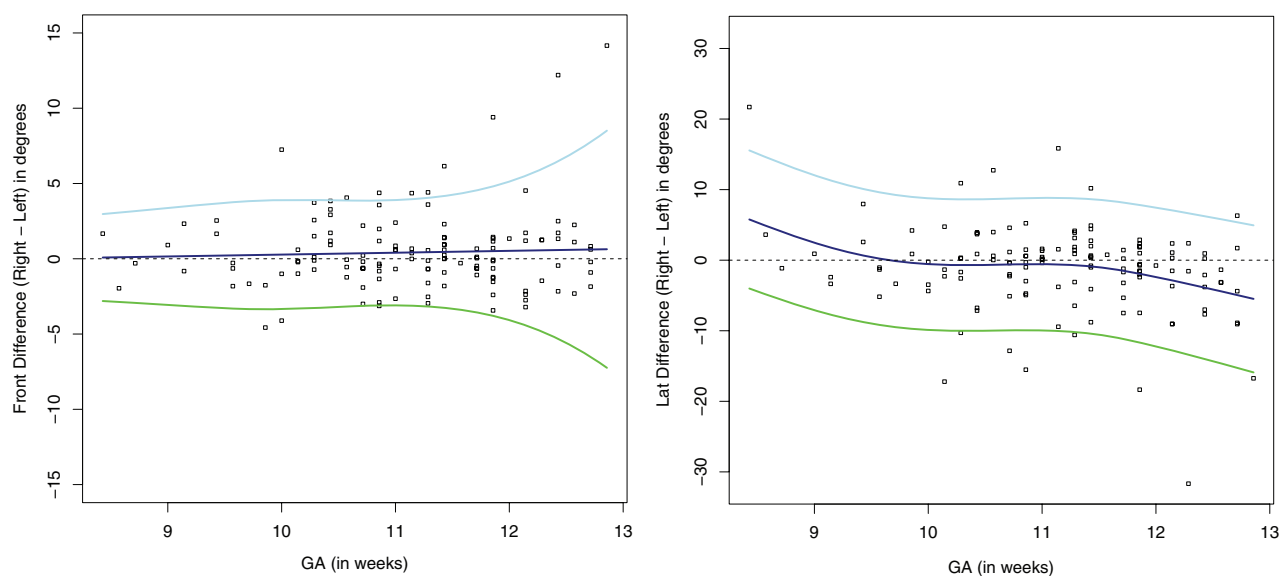 Front Difference (Right – Left) in degrees
15
10
5
0
−5
−10
−15
9 10 11 12 13
GA (in weeks)
Lat Difference (Right – Left) in degrees
30
20
10
0
−10
−20
−30
9 10 11 12 13
GA (in weeks)